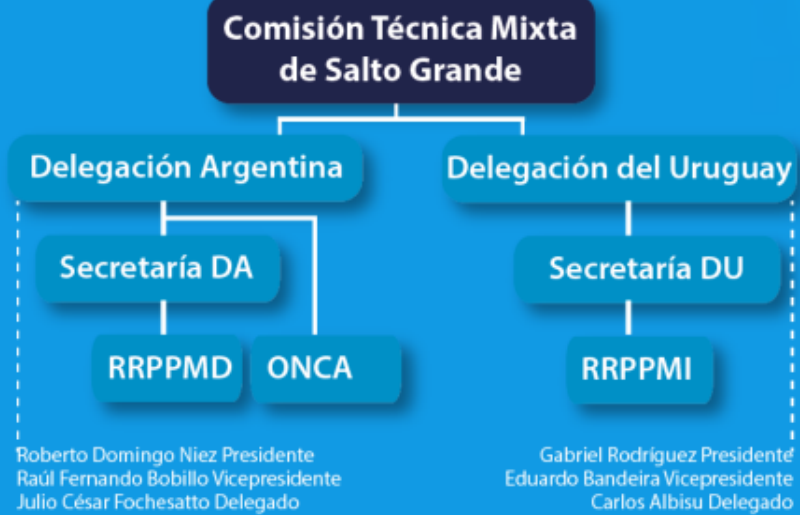 Comisión Técnica Mixta
de Salto Grande
Delegación Argentina
Delegación del Uruguay
Secretaría DA
Secretaría DU
RRPPMD
ONCA
RRPPMI
Roberto Domingo Niez Presidente
Raúl Fernando Bobillo Vicepresidente
Julio César Fochesatto Delegado
Gabriel Rodríguez Presidente
Eduardo Bandeira Vicepresidente
Carlos Albisu Delegado